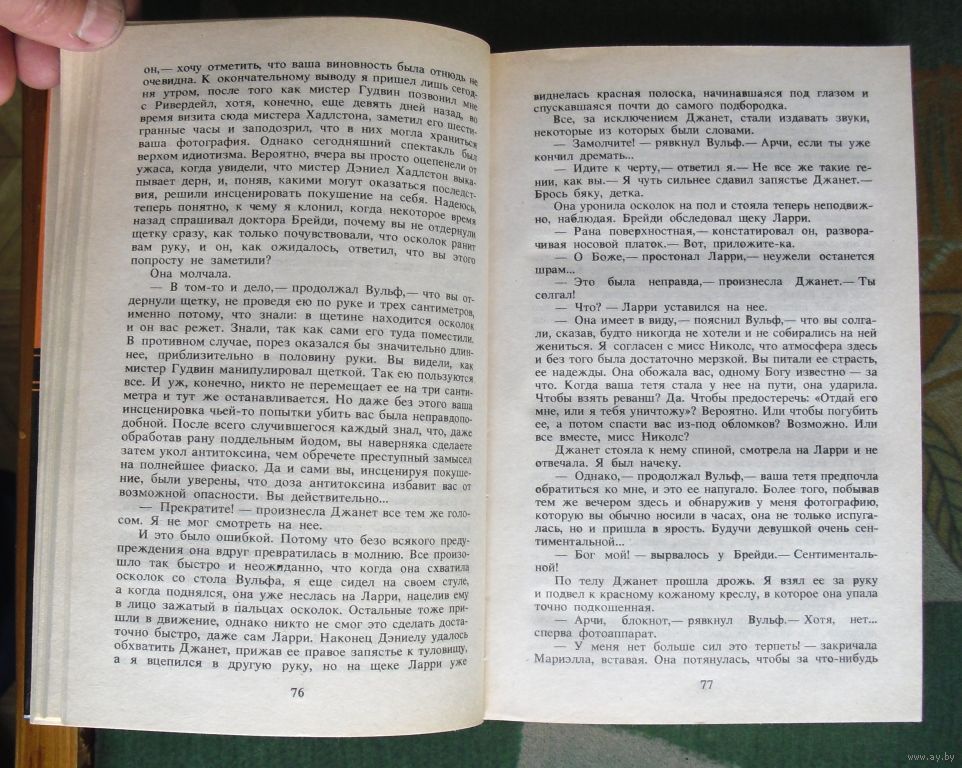 он,— хочу отметить, что ваша виновность была отнюдь не
очевидна. К окончательному выводу я пришел лишь сегод-
ня утром, после того как мистер Гудвин позвонил мне
с Ривердейл, хотя, конечно, еще девять дней назад, во
время визита сюда мистера Хадлстона, заметил его шести-
гранные часы и заподозрил, что в них могла храниться
ваша фотография. Однако сегодняшний спектакль был
верхом идиотизма. Вероятно, вчера вы просто оцепенели от
ужаса, когда увидели, что мистер Дэниел Хадлстон выка-
пывает дерн, и, поняв, какими могут оказаться последст-
вия, решили инсценировать покушение на себя. Надеюсь,
теперь понятно, к чему я клонил, когда некоторое время
назад спрашивал доктора Брейди, почему вы не отдернули
щетку сразу, как только почувствовали, что осколок ранит
вам руку, и он, как ожидалось, ответил, что вы этого
попросту не заметили?
Она молчала.
— В том-то и дело,— продолжал Вульф,— что вы от-
дернули щетку, не проведя ею по руке и трех сантиметров,
именно потому, что знали: в щетине находится осколок
и он вас режет. Знали, так как сами его туда поместили.
В противном случае, порез оказался бы значительно длин-
нее, приблизительно в половину руки. Вы видели, как
мистер Гудвин манипулировал щеткой. Так ею пользуются
все. И уж, конечно, никто не перемещает ее на три санти-
метра и тут же останавливается. Но даже без этого ваша
инсценировка чьей-то попытки убить вас была неправдопо-
добной. После всего случившегося каждый знал, что, даже
обработав рану поддельным йодом, вы наверняка сделаете
затем укол антитоксина, чем обречете преступный замысел
на полнейшее фиаско. Да и сами вы, инсценируя покуше-
ние, были уверены, что доза антитоксина избавит вас от
возможной опасности. Вы действительно...
— Прекратите! — произнесла Джанет все тем же голо-
сом. Я не мог смотреть на нее.
И это было ошибкой. Потому что безо всякого преду-
преждения она вдруг превратилась в молнию. Все произо-
шло так быстро и неожиданно, что когда она схватила
осколок со стола Вульфа, я еще сидел на своем стуле,
а когда поднялся, она уже неслась на Ларри, нацелив ему
в лицо зажатый в пальцах осколок. Остальные тоже при-
шли в движение, однако никто не смог это сделать доста-
точно быстро, даже сам Ларри. Наконец Дэниелу удалось
обхватить Джанет, прижав ее правое запястье к туловищу,
а я вцепился в другую руку, но на щеке Ларри уже
76
виднелась красная полоска, начинавшаяся под глазом и
спускавшаяся почти до самого подбородка.
Все, за исключением Джанет, стали издавать звуки,
некоторые из которых были словами.
— Замолчите! — рявкнул Вульф.— Арчи, если ты уже
кончил дремать...
— Идите к черту,— ответил я.— Не все же такие ге-
нии, как вы.— Я чуть сильнее сдавил запястье Джанет.—
Брось бяку, детка.
Она уронила осколок на пол и стояла теперь неподвиж-
но, наблюдая. Брейди обследовал щеку Ларри.
— Рана поверхностная,— констатировал он, развора-
чивая носовой платок.— Вот, приложите-ка.
— О Боже,— простонал Ларри,— неужели останется
шрам...
— Это была неправда,— произнесла Джанет.— Ты
солгал!
— Что? — Ларри уставился на нее.
— Она имеет в виду,— пояснил Вульф,— что вы солга-
ли, сказав, будто никогда не хотели и не собирались на ней
жениться. Я согласен с мисс Николс, что атмосфера здесь
и без того была достаточно мерзкой. Вы питали ее страсть,
ее надежды. Она обожала вас, одному Богу известно — за
что. Когда ваша тетя стала у нее на пути, она ударила.
Чтобы взять реванш? Да. Чтобы предостеречь: «Отдай его
мне, или я тебя уничтожу»? Вероятно. Или чтобы погубить
ее, а потом спасти вас из-под обломков? Возможно. Или
все вместе, мисс Николс?
Джанет стояла к нему спиной, смотрела на Ларри и не
отвечала. Я был начеку.
— Однако,— продолжал Вульф,— ваша тетя предпочла
обратиться ко мне, и это ее напугало. Более того, побывав
тем же вечером здесь и обнаружив у меня фотографию,
которую вы обычно носили в часах, она не только испуга-
лась, но и пришла в ярость. Будучи девушкой очень сен-
тиментальной...
— Бог мой! — вырвалось у Брейди.— Сентименталь-
ной!
По телу Джанет прошла дрожь. Я взял ее за руку
и подвел к красному кожаному креслу, в которое она упала
точно подкошенная.
— Арчи, блокнот,— рявкнул Вульф.— Хотя, нет...
сперва фотоаппарат.
— У меня нет больше сил это терпеть! — закричала
Мариэлла, вставая. Она потянулась, чтобы за что-нибудь
77
www.ay.by